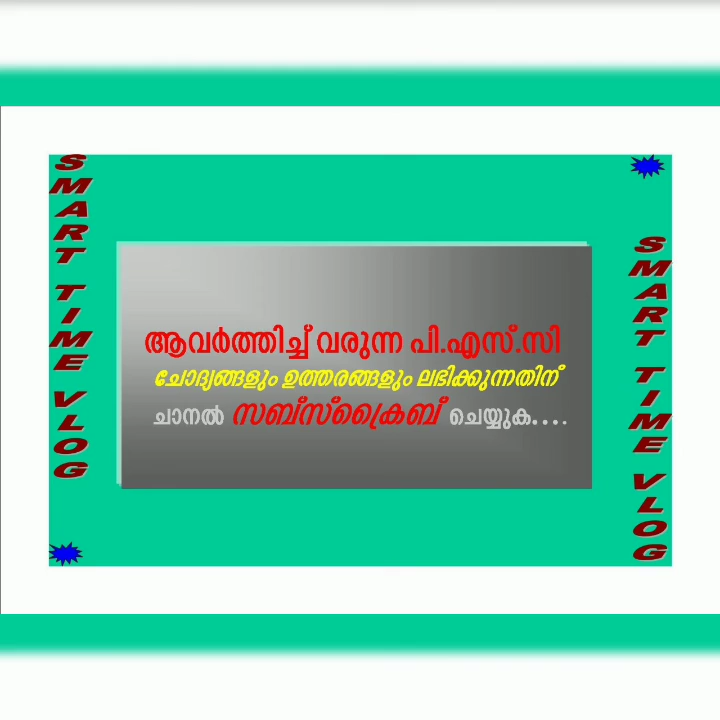 SMART TIME VLOG
ആവർത്തിച്ച് വരുന്ന പി.എസ്.സി
ചോദ്യങ്ങളും ഉത്തരങ്ങളും ലഭിക്കുന്നതിന്
ചാനൽ സബ്സ്ക്രൈബ് ചെയ്യുക....
SMART TIME VLOG